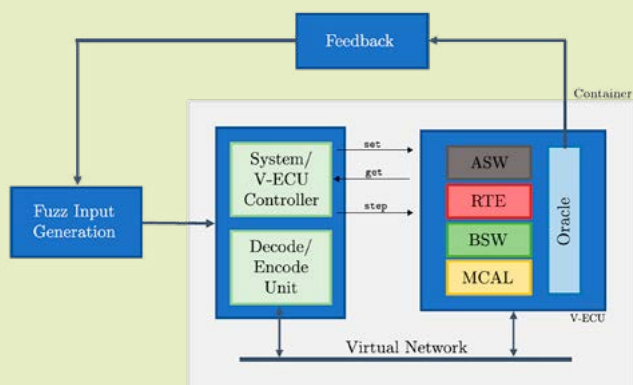 Feedback
Container
System/
V-ECU
Controller
set
get
step
ASW
RTE
BSW
MCAL
Oracle
Fuzz Input
Generation
Decode/
Encode
Unit
V-ECU
Virtual Network